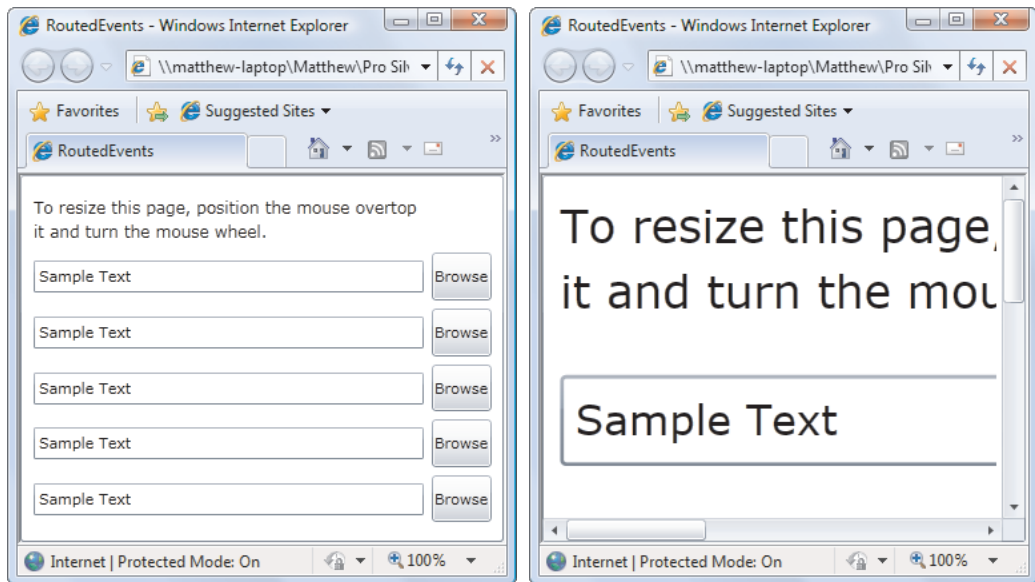 RoutedEvents - Windows Internet Explorer
\\matthew-laptop\Matthew\Pro Sil
Favorites
Suggested Sites
RoutedEvents
To resize this page, position the mouse overtop
it and turn the mouse wheel.
Sample Text
Browse
Sample Text
Browse
Sample Text
Browse
Sample Text
Browse
Sample Text
Browse
Internet | Protected Mode: On
100%
RoutedEvents - Windows Internet Explorer
\\matthew-laptop\Matthew\Pro Sil
Favorites
Suggested Sites
RoutedEvents
To resize this page,
it and turn the mou
Sample Text
Internet | Protected Mode: On
100%